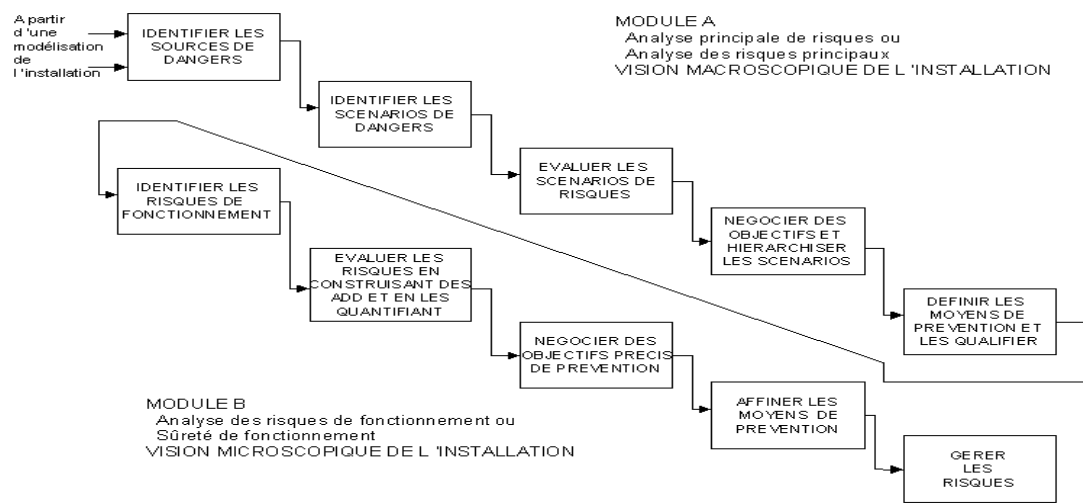 A partir
d'une
modélisation
de
l'installation
IDENTIFIER LES
SOURCES DE
DANGERS
MODULE A
Analyse principale de risques ou
Analyse des risques principaux
VISION MACROSCOPIQUE DE L 'INSTALLATION
IDENTIFIER LES
SCENARIOS DE
DANGERS
EVALUER LES
SCENARIOS DE
RISQUES
NEGOCIER DES
OBJECTIFS ET
HIERARCHISER
LES SCENARIOS
DEFINIR LES
MOYENS DE
PREVENTION ET
LES QUALIFIER
IDENTIFIER LES
RISQUES DE
FONCTIONNEMENT
EVALUER LES
RISQUES EN
CONSTRUISANT DES
ADD ET EN LES
QUANTIFIANT
NEGOCIER DES
OBJECTIFS PRECIS
DE PREVENTION
AFFINER LES
MOYENS DE
PREVENTION
GERER
LES
RISQUES
MODULE B
Analyse des risques de fonctionnement ou
Sûreté de fonctionnement
VISION MICROSCOPIQUE DE L 'INSTALLATION